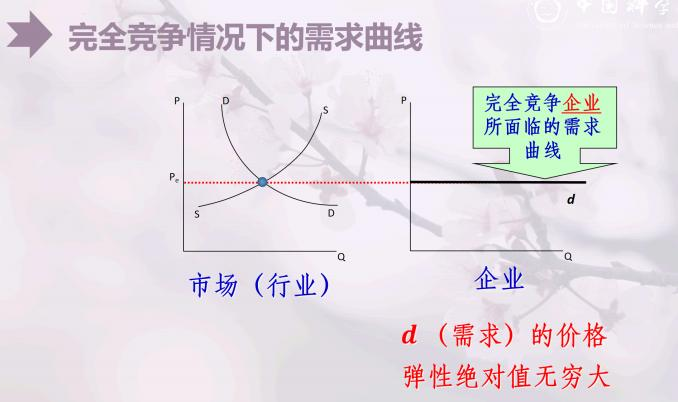 完全竞争情况下的需求曲线
P
D
S
P
完全竞争企业
所面临的需求
曲线
Pe
d
S
D
Q
Q
市场（行业）
企业
d （需求）的价格
弹性绝对值无穷大